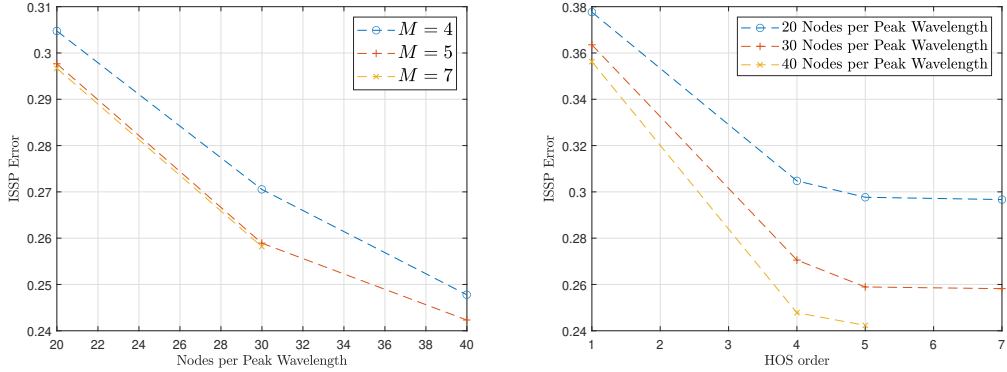 0.31
0.3
0.29
0.28
0.27
0.26
0.25
0.24
ISSP Error
20 22 24 26 28 30 32 34 36 38 40
Nodes per Peak Wavelength
M = 4
M = 5
M = 7
0.38
0.36
0.34
0.32
0.3
0.28
0.26
0.24
ISSP Error
1 2 3 4 5 6 7
HOS order
20 Nodes per Peak Wavelength
30 Nodes per Peak Wavelength
40 Nodes per Peak Wavelength